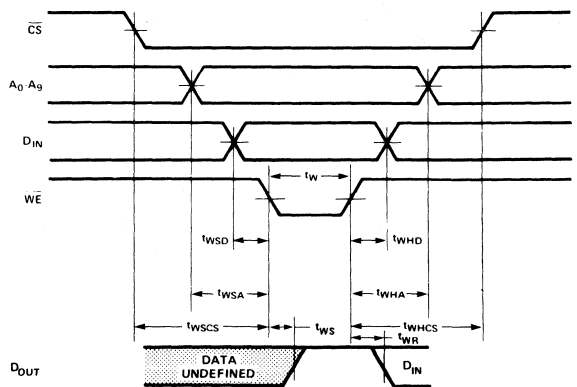 CS
A0-A9
DIN
WE
tW
tWSD
tWHD
tWSA
tWHA
tWSCS
tWS
tWHCS
tWR
DOUT
DATA
UNDEFINED
DIN